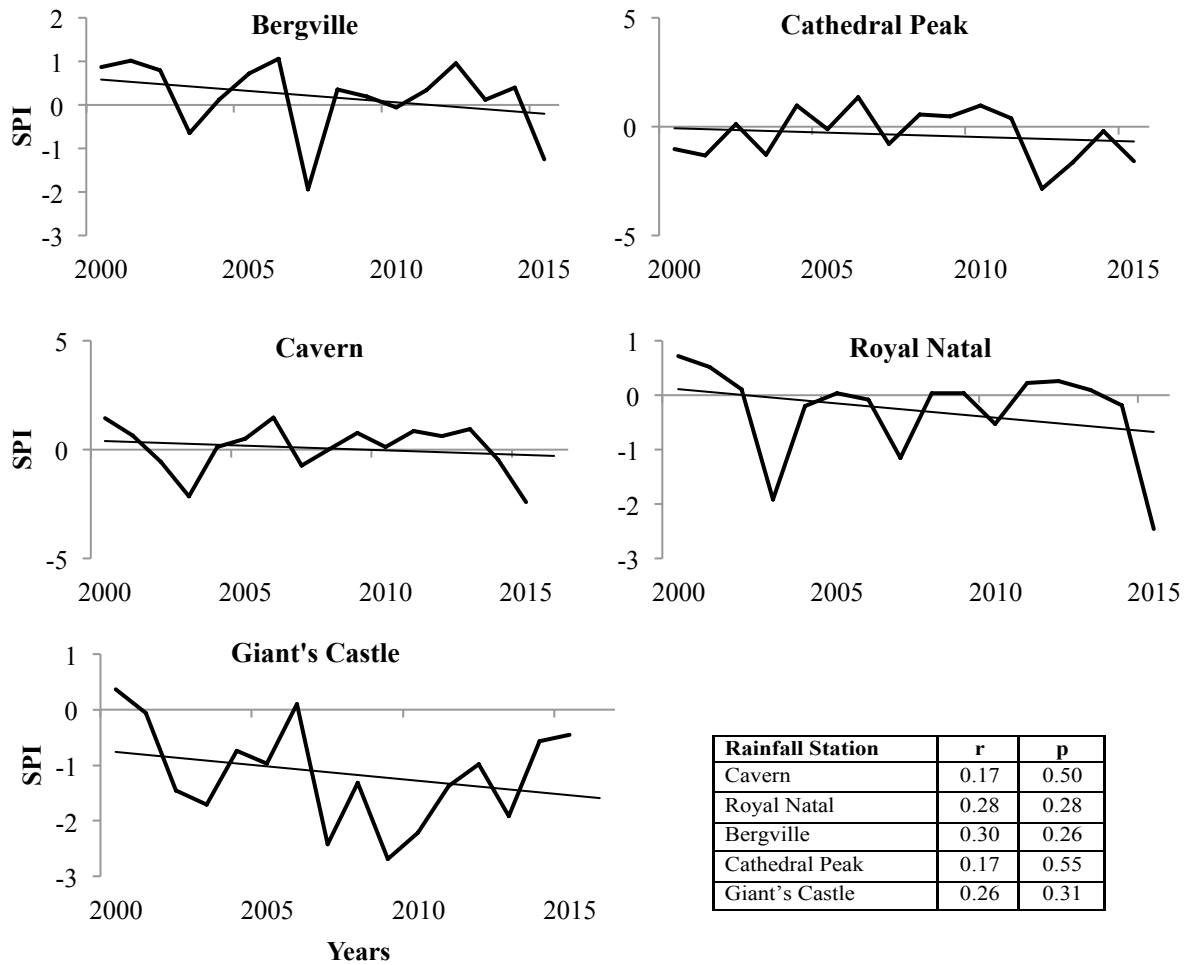 Bergville
SPI
2
1
0
-1
-2
-3
2000 2005 2010 2015
Cathedral Peak
5
0
-5
2000 2005 2010 2015
Cavern
SPI
5
0
-5
2000 2005 2010 2015
Royal Natal
1
0
-1
-2
-3
2000 2005 2010 2015
Giant's Castle
SPI
1
0
-1
-2
-3
2000 2005 2010 2015
Years
Rainfall Station r p
Cavern 0.17 0.50
Royal Natal 0.28 0.28
Bergville 0.30 0.26
Cathedral Peak 0.17 0.55
Giant’s Castle 0.26 0.31